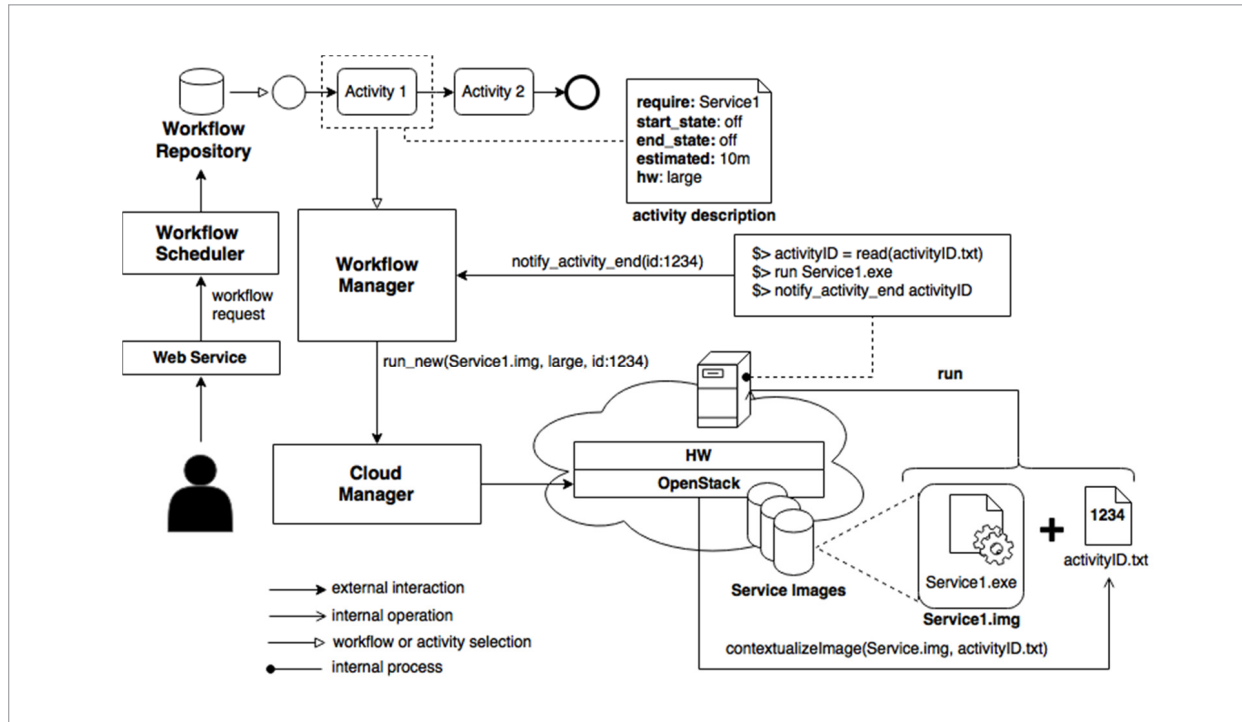 Activity 1
Activity 2
Workflow
Repository
require: Service1
start_state: off
end_state: off
estimated: 10m
hw: large
activity description
Workflow
Scheduler
Workflow
Manager
notify_activity_end(id:1234)
$> activityID = read(activityID.txt)
$> run Service1.exe
$> notify_activity_end activityID
workflow
request
Web Service
run_new(Service1.img, large, id:1234)
run
Cloud
Manager
HW
OpenStack
1234
activityID.txt
Service1.exe
Service Images
Service1.img
external interaction
internal operation
workflow or activity selection
internal process
contextualizeImage(Service.img, activityID.txt)